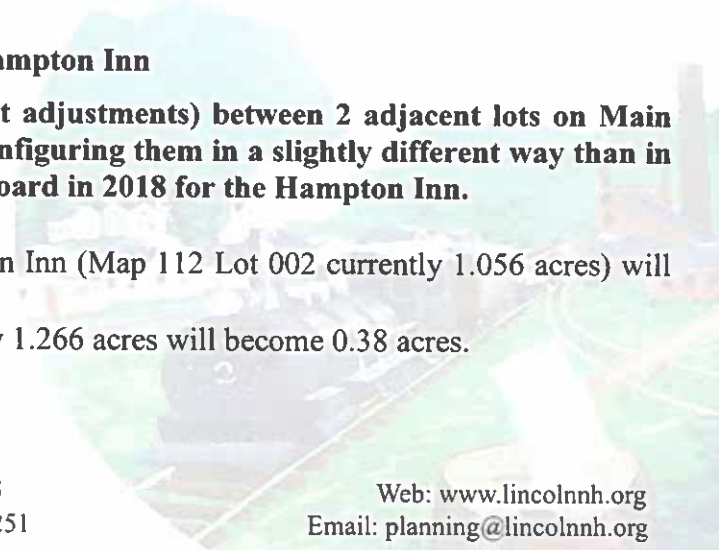 ampton Inn
t adjustments) between 2 adjacent lots on Main
nfiguring them in a slightly different way than in
oard in 2018 for the Hampton Inn.
n Inn (Map 112 Lot 002 currently 1.056 acres) will
1.266 acres will become 0.38 acres.
251
Web: www.lincolnnh.org
Email: planning@lincolnnh.org